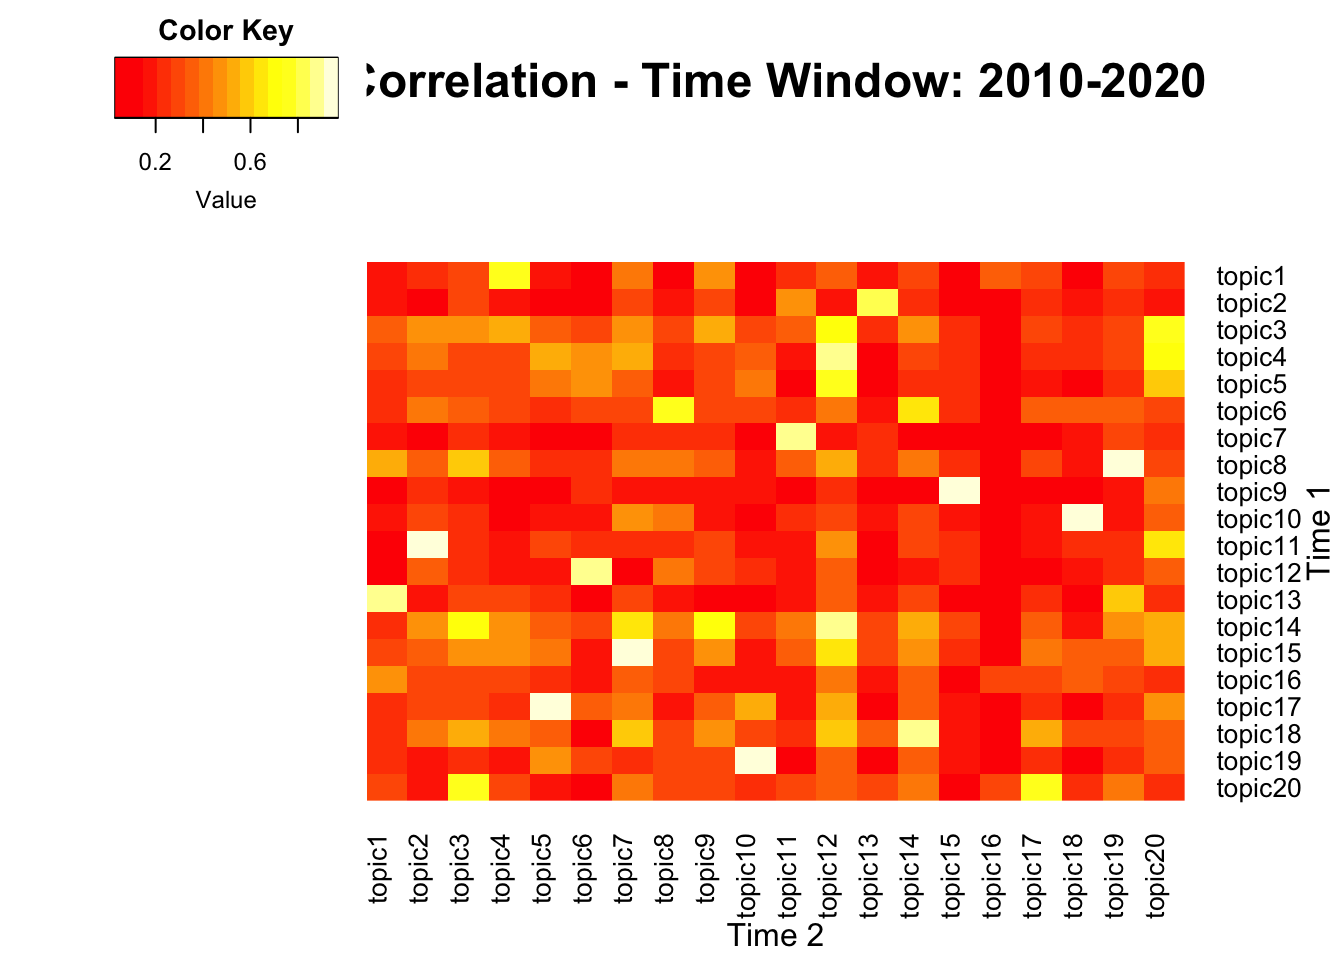 Color Key
orrelation - Time Window: 2010-2020
0.2 0.6
Value
topic1
topic2
topic3
topic4
topic5
topic6
topic7
topic8
topic9
topic10
topic11
topic12
topic13
topic14
topic15
topic16
topic17
topic18
topic19
topic20
Time 1
topic1
topic2
topic3
topic4
topic5
topic6
topic7
topic8
topic9
topic10
topic11
topic12
topic13
topic14
topic15
topic16
topic17
topic18
topic19
topic20
Time 2